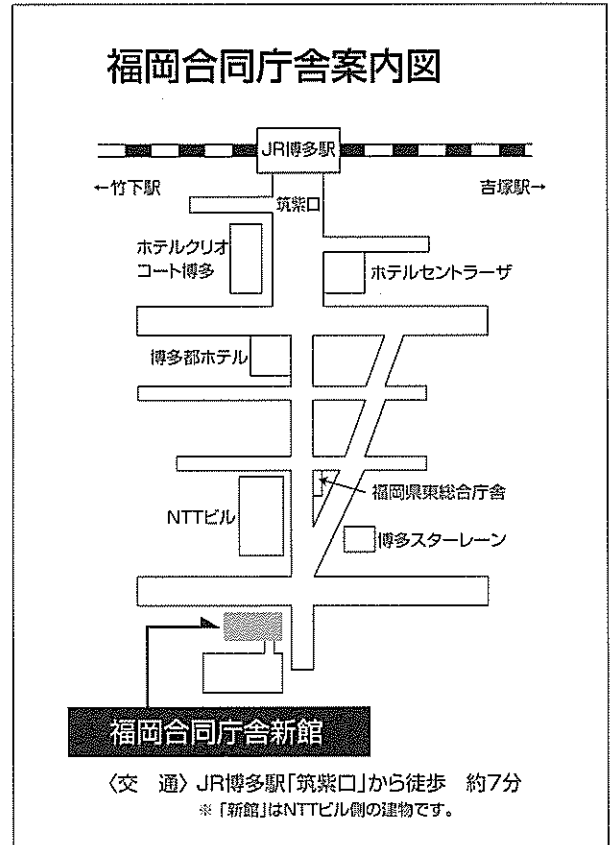 福岡合同庁舎案内図
JR博多駅
←竹下駅
吉塚駅→
筑紫口
ホテルクリオ
コート博多
ホテルセントラーザ
博多都ホテル
福岡県東総合庁舎
NTTビル
博多スターレーン
福岡合同庁舎新館
〈交　通〉JR博多駅「筑紫口」から徒歩　約7分
※「新館」はNTTビル側の建物です。